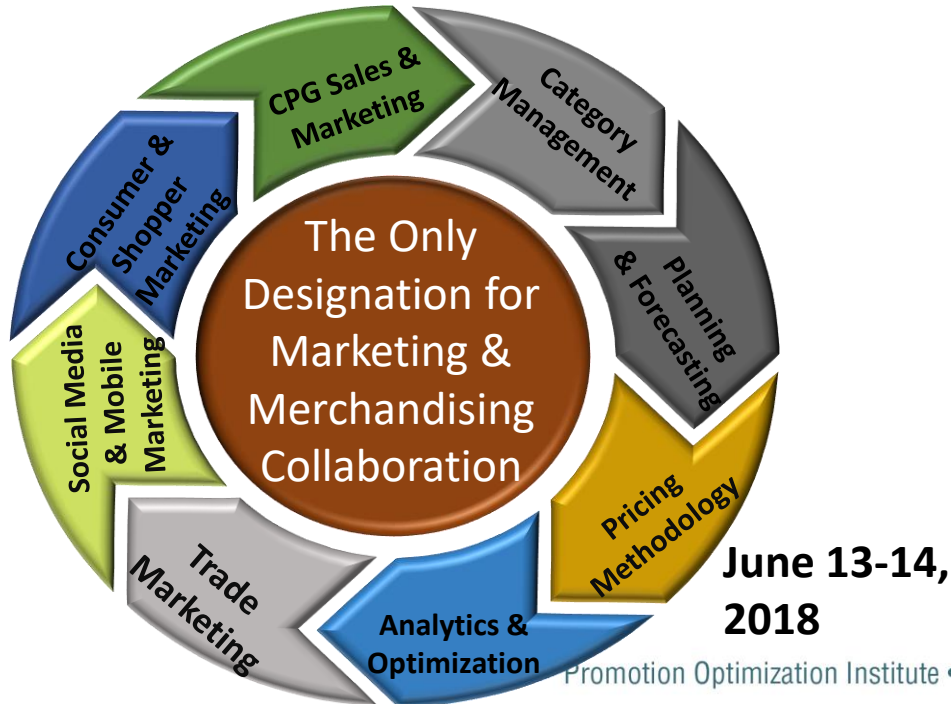 CPG Sales &
Marketing
Category
Management
Planning
& Forecasting
Pricing
Methodology
Analytics &
Optimization
Trade
Marketing
Social Media
& Mobile
Marketing
Consumer &
Shopper
Marketing
The Only
Designation for
Marketing &
Merchandising
Collaboration
June 13-14,
2018
Promotion Optimization Institute